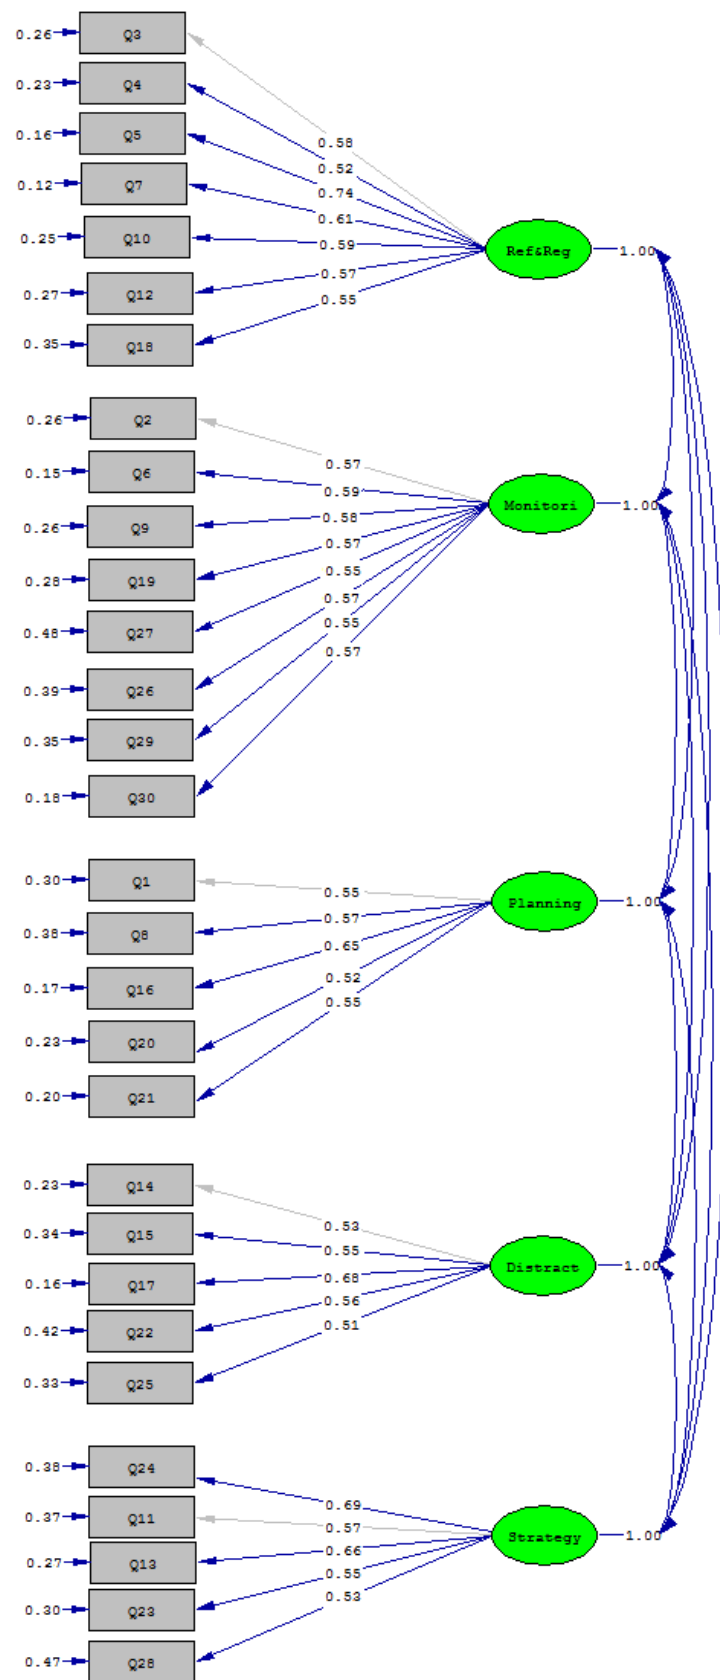 0.26 Q3
0.23 Q4
0.16 Q5
0.12 Q7
0.25 Q10
0.27 Q12
0.35 Q18
0.58
0.52
0.74
0.61
0.59
0.57
0.55
Ref&Reg 1.00
0.26 Q2
0.15 Q6
0.26 Q9
0.28 Q19
0.48 Q27
0.39 Q26
0.35 Q29
0.18 Q30
0.57
0.59
0.58
0.57
0.55
0.57
0.55
0.57
Monitori 1.00
0.30 Q1
0.38 Q8
0.17 Q16
0.23 Q20
0.20 Q21
0.55
0.57
0.65
0.52
0.55
Planning 1.00
0.23 Q14
0.34 Q15
0.16 Q17
0.42 Q22
0.33 Q25
0.53
0.55
0.68
0.56
0.51
Distract 1.00
0.38 Q24
0.37 Q11
0.27 Q13
0.30 Q23
0.47 Q28
0.69
0.57
0.66
0.55
0.53
Strategy 1.00